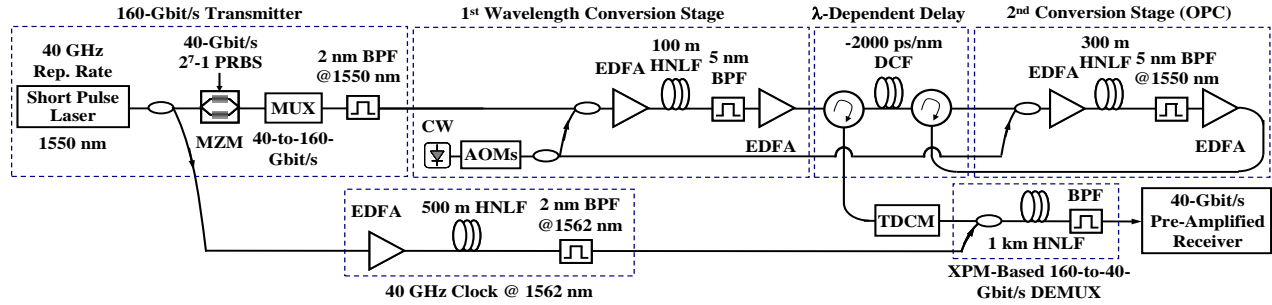 160-Gbit/s Transmitter
1st Wavelength Conversion Stage
λ-Dependent Delay
2nd Conversion Stage (OPC)
40 GHz
Rep. Rate
Short Pulse
Laser
1550 nm
40-Gbit/s
2⁷-1 PRBS
MZM
MUX
40-to-160-
Gbit/s
2 nm BPF
@1550 nm
CW
AOMs
EDFA
100 m
HNLF
5 nm
BPF
EDFA
-2000 ps/nm
DCF
EDFA
300 m
HNLF
5 nm BPF
@1550 nm
EDFA
EDFA
500 m HNLF
2 nm BPF
@1562 nm
40 GHz Clock @ 1562 nm
TDCM
BPF
1 km HNLF
XPM-Based 160-to-40-
Gbit/s DEMUX
40-Gbit/s
Pre-Amplified
Receiver